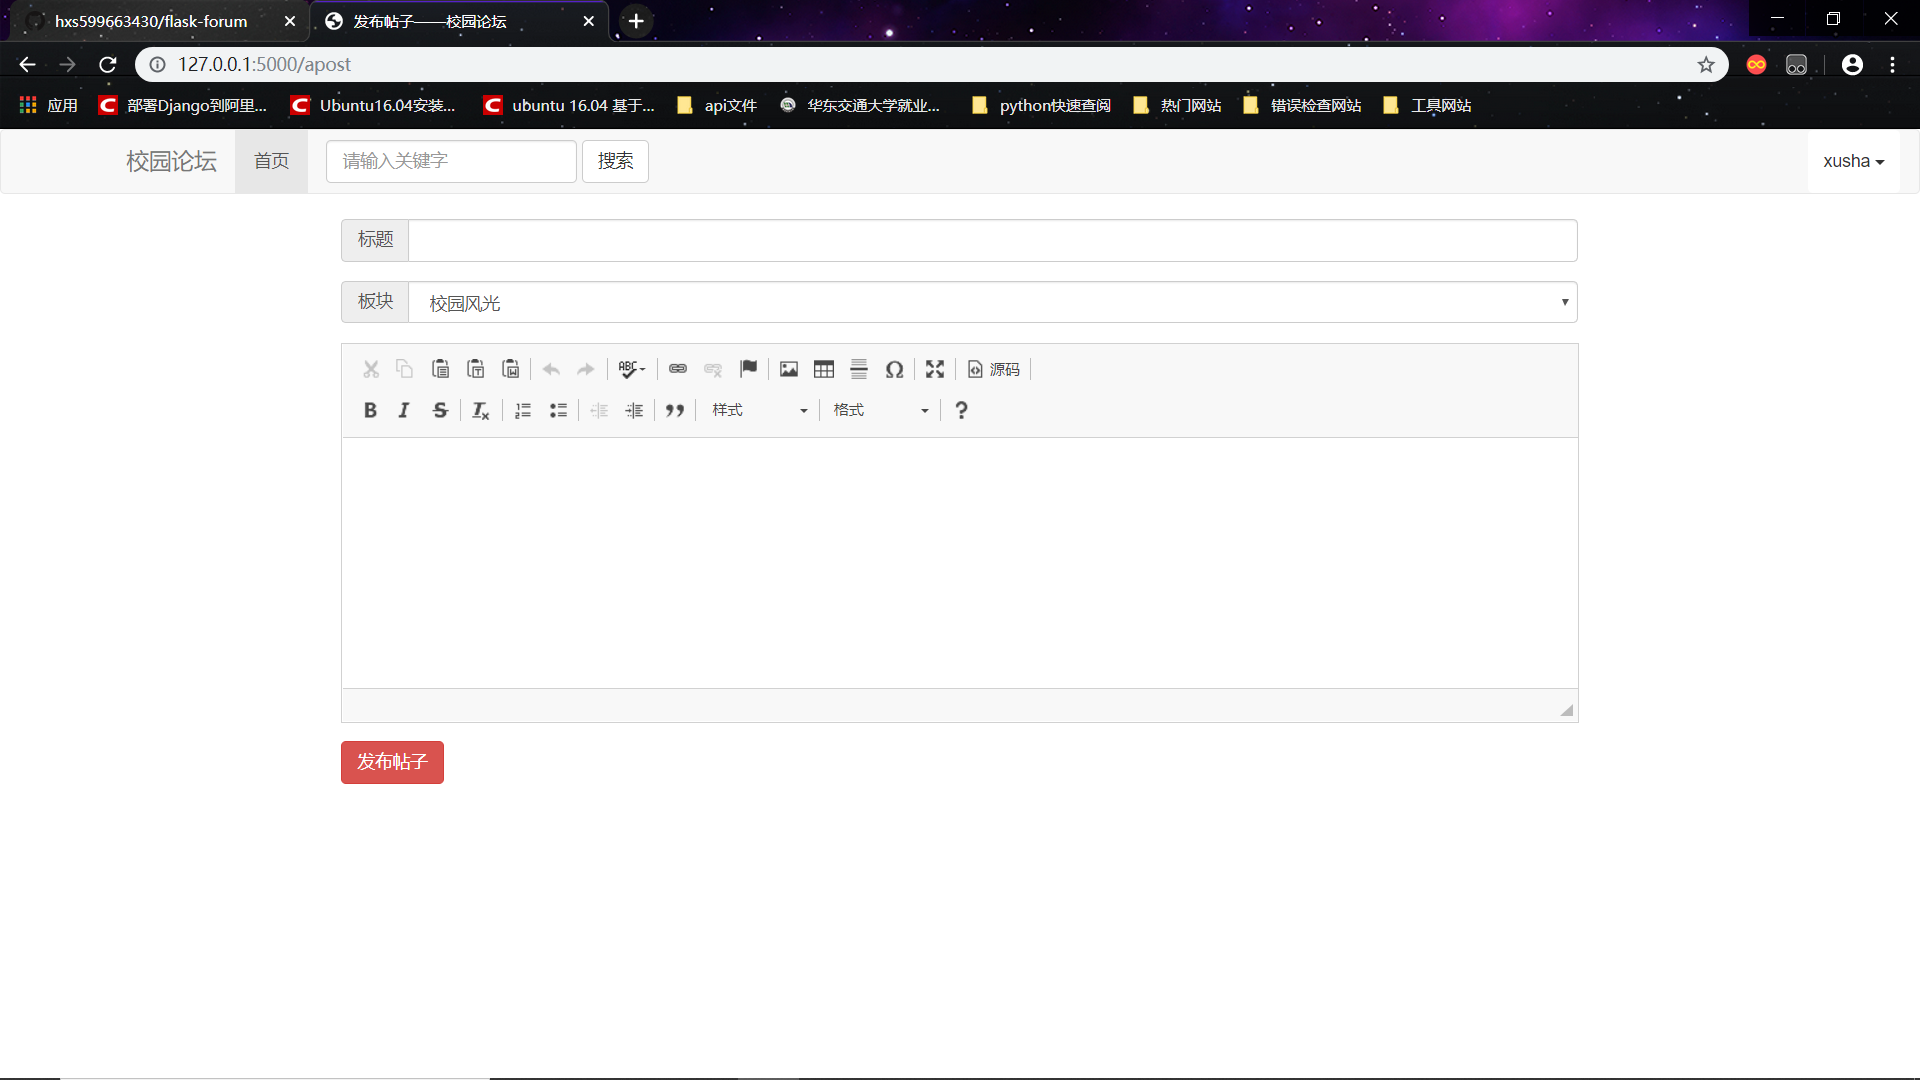 hxs599663430/flask-forum
发布帖子——校园论坛
127.0.0.1:5000/apost
应用 部署Django到阿里... Ubuntu16.04安装... ubuntu 16.04 基于... api文件 华东交通大学就业... python快速查阅 热门网站 错误检查网站 工具网站
校园论坛 首页 请输入关键字 搜索 xusha
标题
板块 校园风光
ABC Ω 源码
B I S Tx 样式 格式 ?
发布帖子